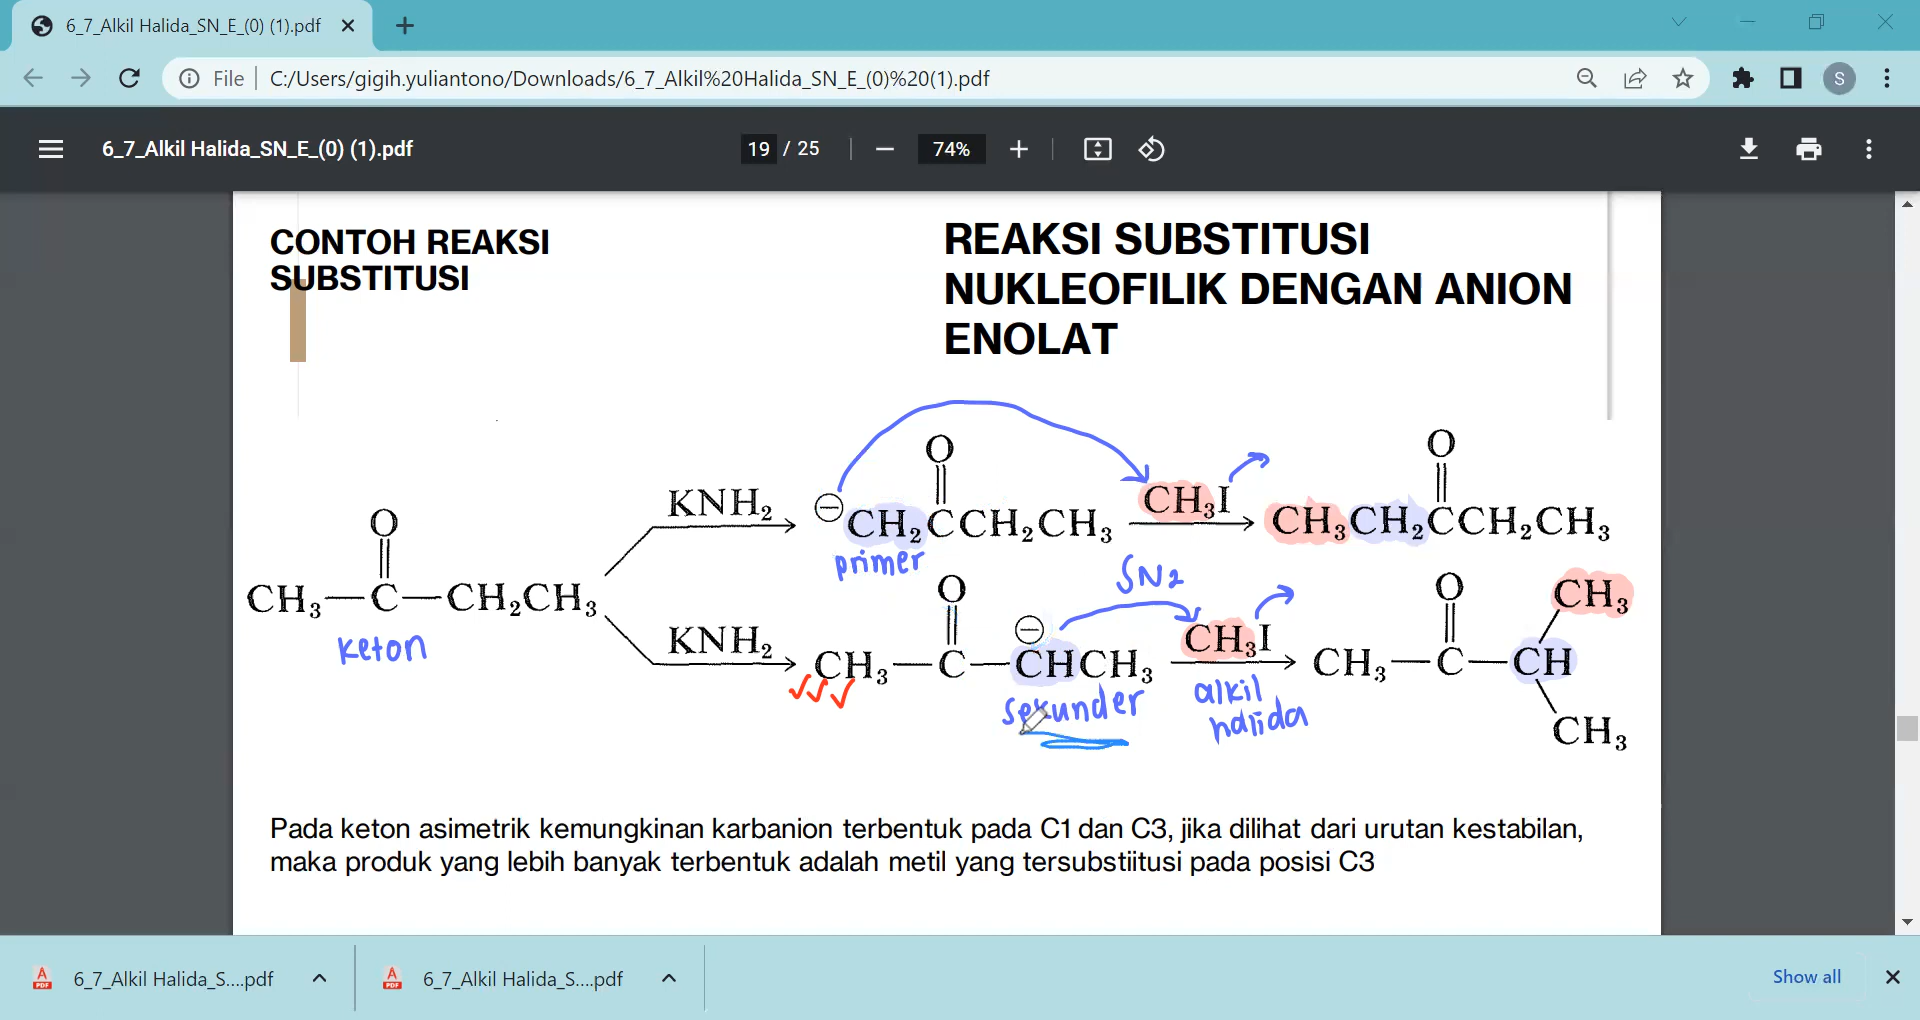 6_7_Alkil Halida_SN_E_(0) (1).pdf
File C:/Users/gigih.yuliantono/Downloads/6_7_Alkil%20Halida_SN_E_(0)%20(1).pdf
S
6_7_Alkil Halida_SN_E_(0) (1).pdf 19 / 25 74%
CONTOH REAKSI
SUBSTITUSI
REAKSI SUBSTITUSI
NUKLEOFILIK DENGAN ANION
ENOLAT
O O
KNH₂ ⊖CH₂CCH₂CH₃ CH₃I CH₃CH₂CCH₂CH₃
primer
SN2
O
CH₃—C—CH₂CH₃
keton
O O CH₃
KNH₂ CH₃—C—CHCH₃ ⊖ CH₃I CH₃—C—CH
sekunder alkil
halida
CH₃
Pada keton asimetrik kemungkinan karbanion terbentuk pada C1 dan C3, jika dilihat dari urutan kestabilan,
maka produk yang lebih banyak terbentuk adalah metil yang tersubstiitusi pada posisi C3
6_7_Alkil Halida_S....pdf 6_7_Alkil Halida_S....pdf Show all